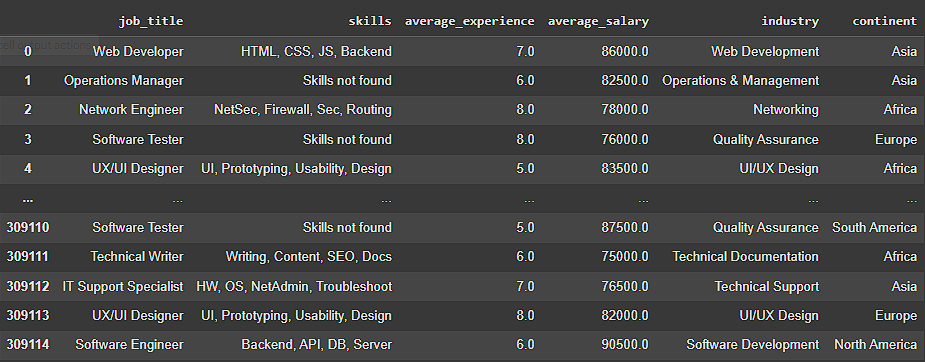 job_title skills average_experience average_salary industry continent
0 Web Developer HTML, CSS, JS, Backend 7.0 86000.0 Web Development Asia
1 Operations Manager Skills not found 6.0 82500.0 Operations & Management Asia
2 Network Engineer NetSec, Firewall, Sec, Routing 8.0 78000.0 Networking Africa
3 Software Tester Skills not found 8.0 76000.0 Quality Assurance Europe
4 UX/UI Designer UI, Prototyping, Usability, Design 5.0 83500.0 UI/UX Design Africa
... ... ... ... ... ... ...
309110 Software Tester Skills not found 5.0 87500.0 Quality Assurance South America
309111 Technical Writer Writing, Content, SEO, Docs 6.0 75000.0 Technical Documentation Africa
309112 IT Support Specialist HW, OS, NetAdmin, Troubleshoot 7.0 76500.0 Technical Support Asia
309113 UX/UI Designer UI, Prototyping, Usability, Design 8.0 82000.0 UI/UX Design Europe
309114 Software Engineer Backend, API, DB, Server 6.0 90500.0 Software Development North America